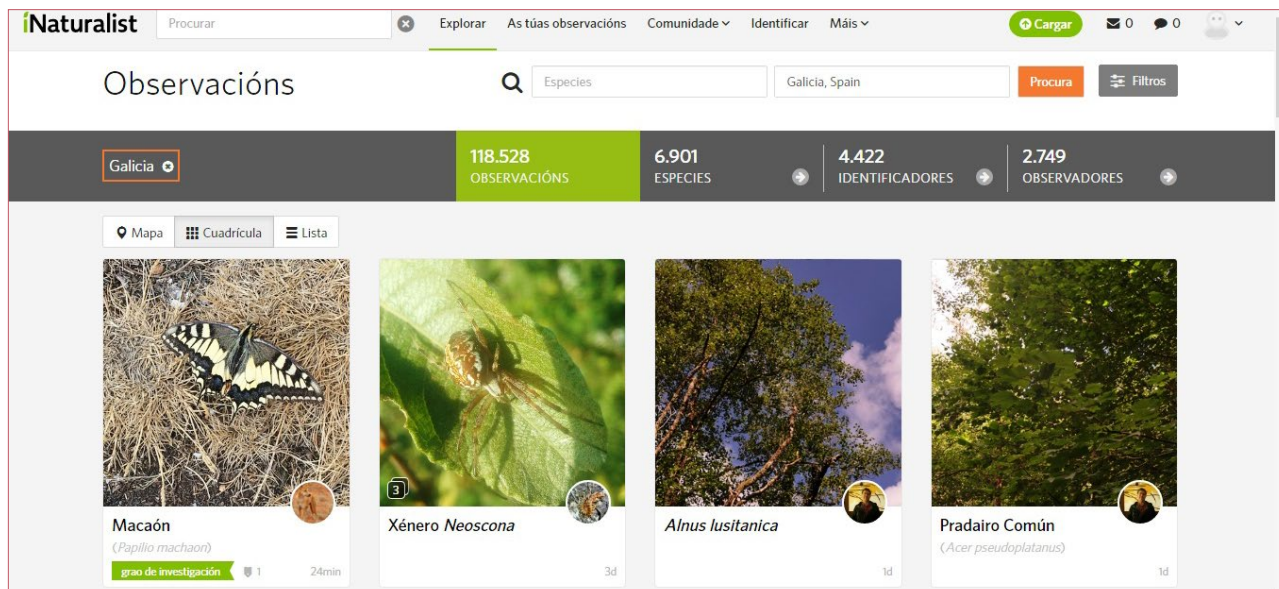 iNaturalist Procurar Explorar As túas observacións Comunidade Identificar Máis Cargar 0 0
Observacións Especies Galicia, Spain Procura Filtros
Galicia 118.528 6.901 4.422 2.749
OBSERVACIÓNS ESPECIES IDENTIFICADORES OBSERVADORES
Mapa Cuadrícula Lista
3
Macaón Xénero Neoscona Alnus lusitanica Pradairo Común
(Papilio machaon) (Acer pseudoplatanus)
grao de investigación 1 24min 3d 1d 1d